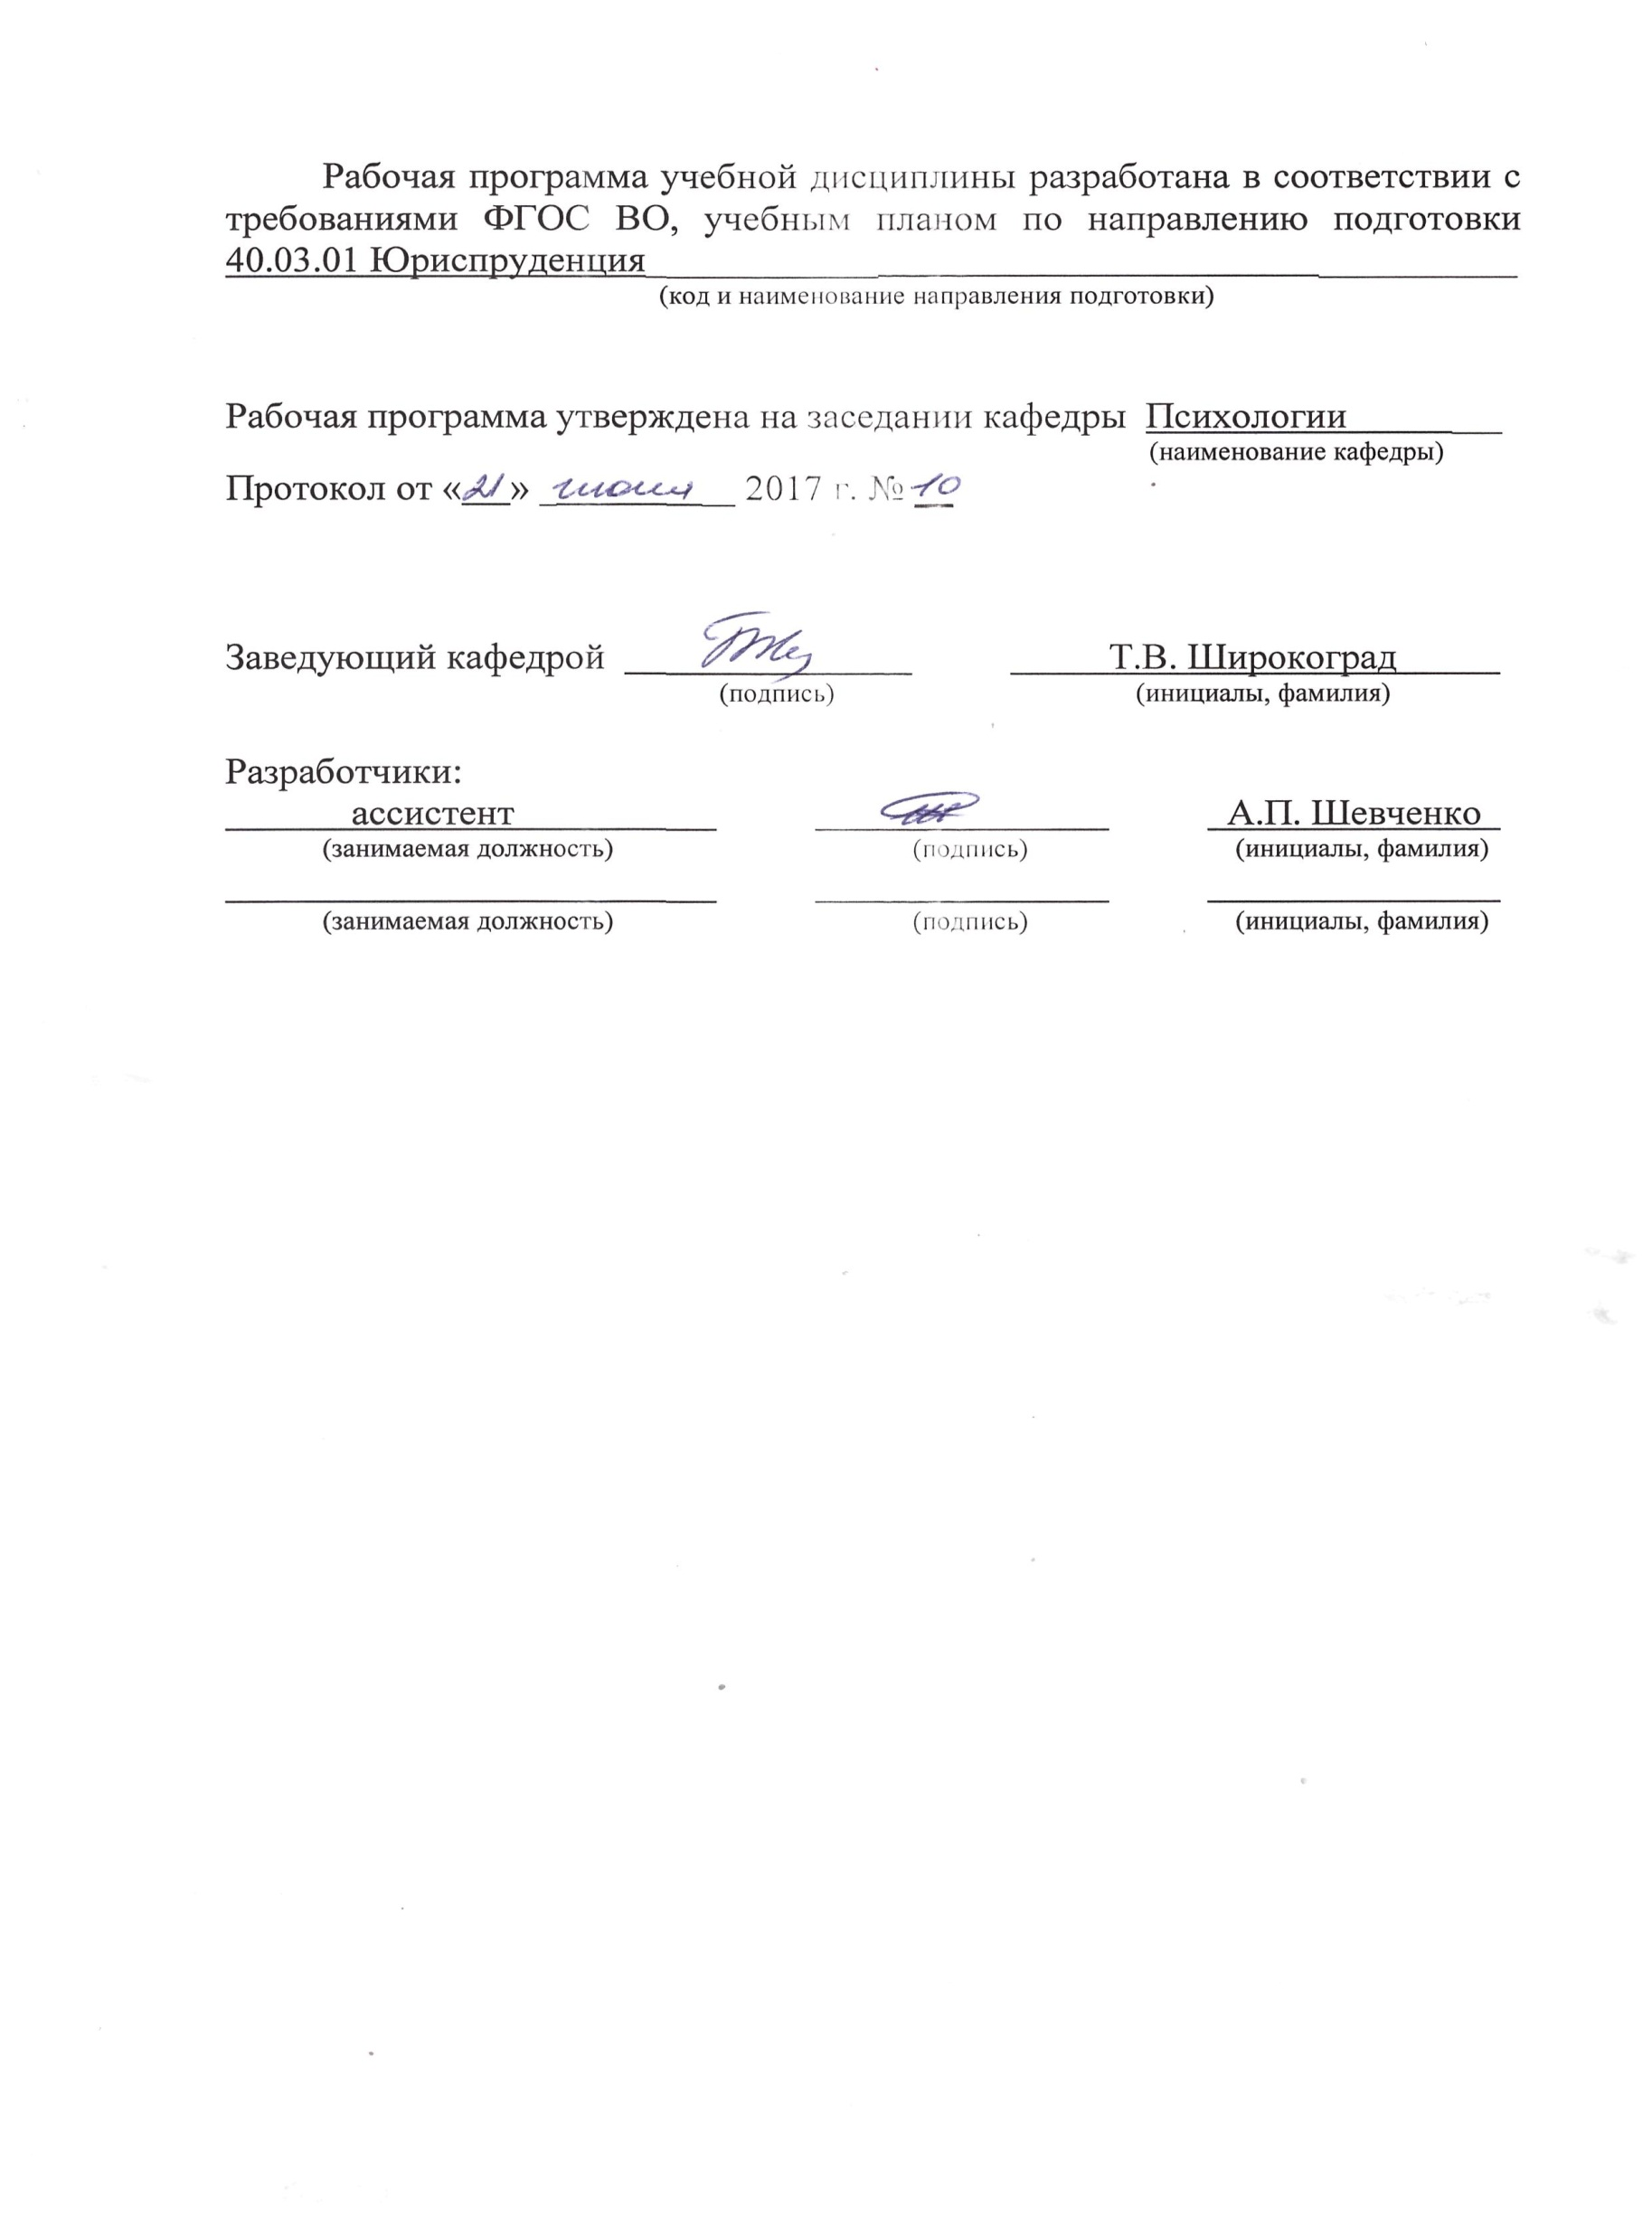 Рабочая программа учебной дисциплины разработана в соответствии с
требованиями ФГОС ВО, учебным планом по направлению подготовки
40.03.01 Юриспруденция
(код и наименование направления подготовки)
Рабочая программа утверждена на заседании кафедры Психологии
(наименование кафедры)
Протокол от «21» июня 2017 г. № 10
Заведующий кафедрой Т.В. Широкоград
(подпись) (инициалы, фамилия)
Разработчики:
ассистент А.П. Шевченко
(занимаемая должность) (подпись) (инициалы, фамилия)
(занимаемая должность) (подпись) (инициалы, фамилия)